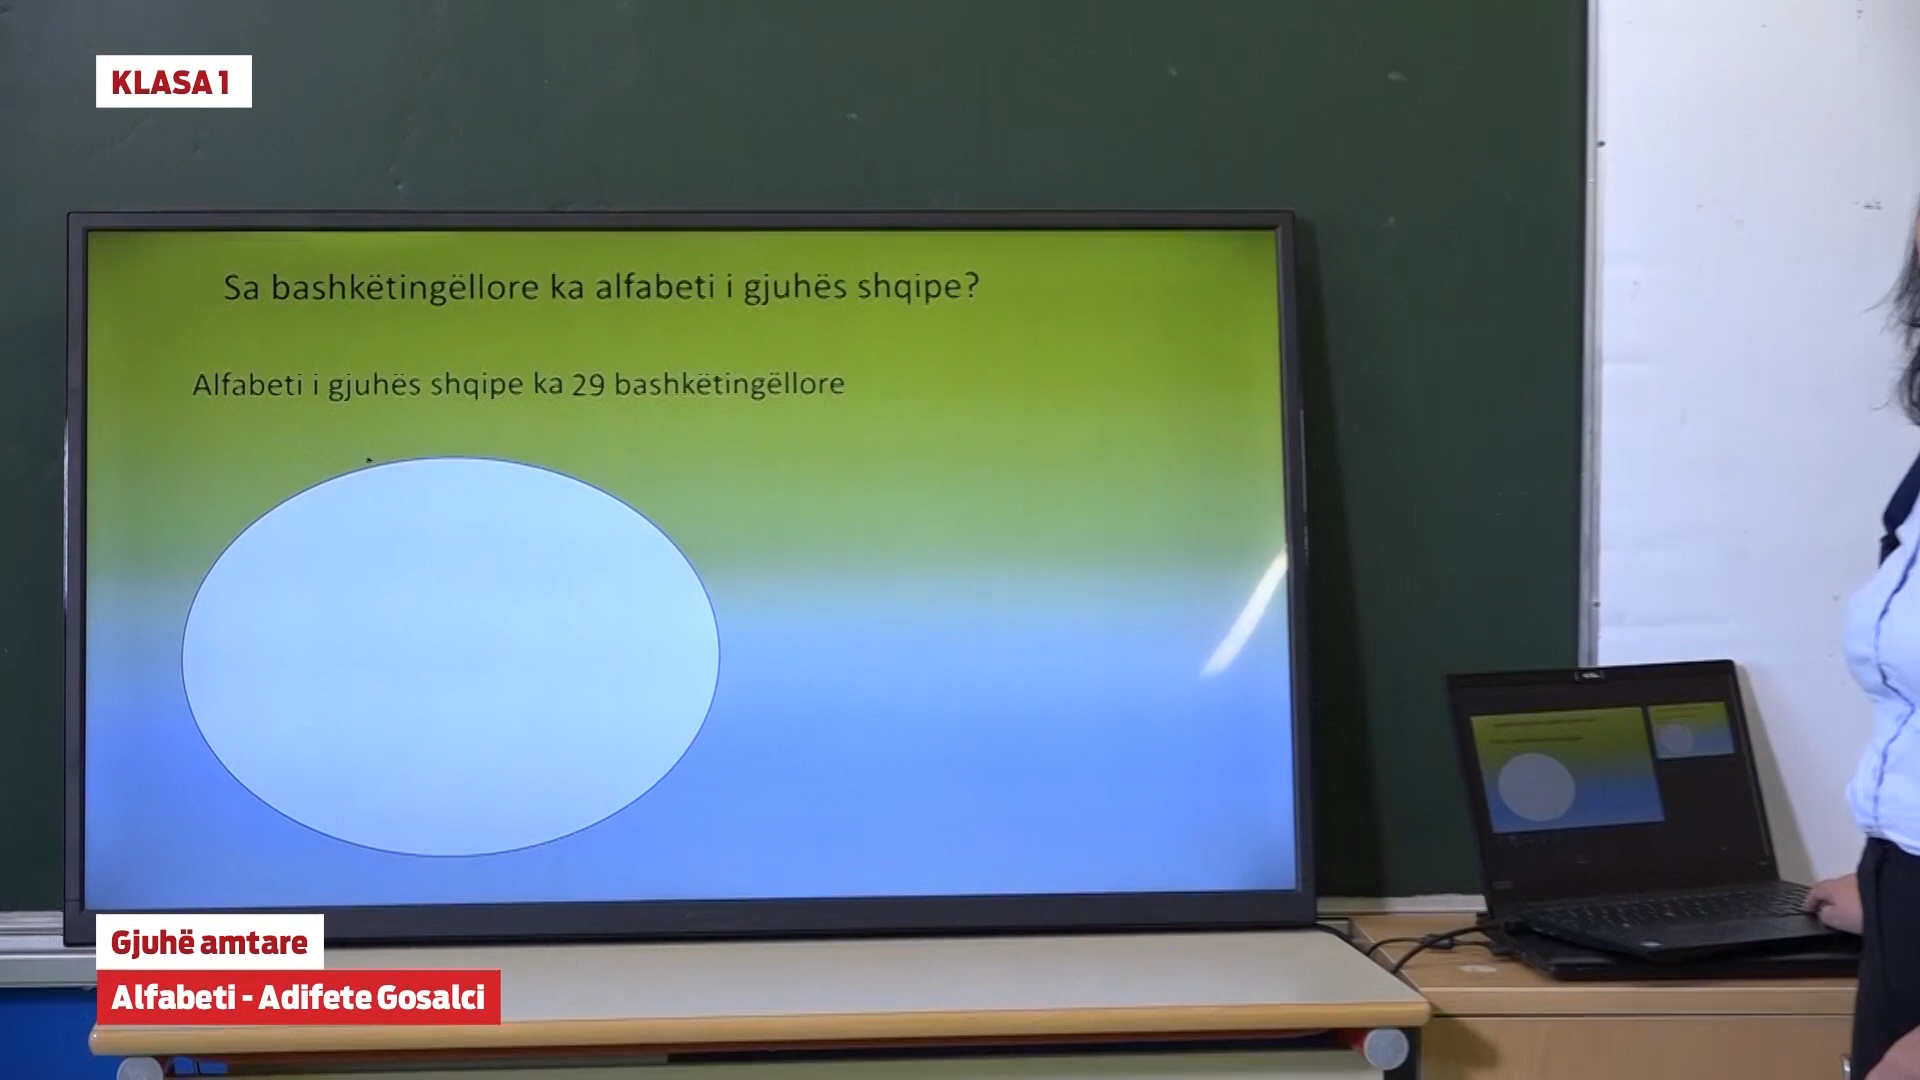 KLASA 1
Sa bashkëtingëllore ka alfabeti i gjuhës shqipe?
Alfabeti i gjuhës shqipe ka 29 bashkëtingëllore
Gjuhë amtare
Alfabeti - Adifete Gosalci